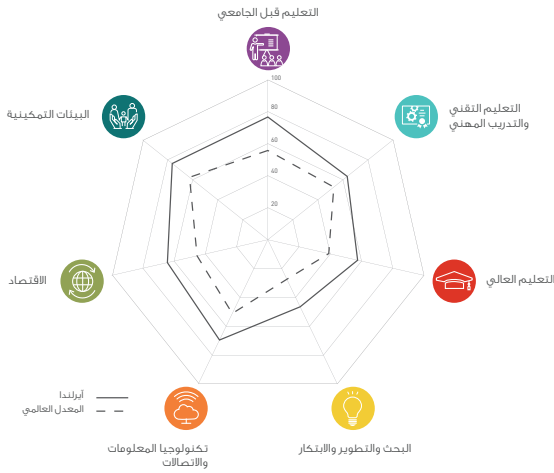 التعليم قبل الجامعي
100
80
60
40
20
التعليم التقني
والتدريب المهني
البيئات التمكينية
التعليم العالي
الاقتصاد
البحث والتطوير والابتكار
تكنولوجيا المعلومات
والاتصالات
آيرلندا
المعدل العالمي